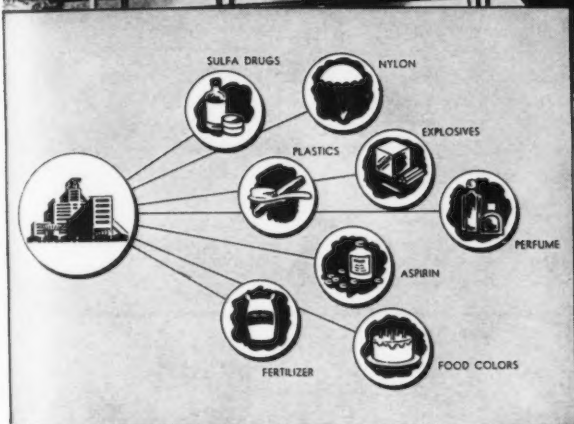 SULFA DRUGS
NYLON
EXPLOSIVES
PLASTICS
PERFUME
ASPIRIN
FERTILIZER
FOOD COLORS